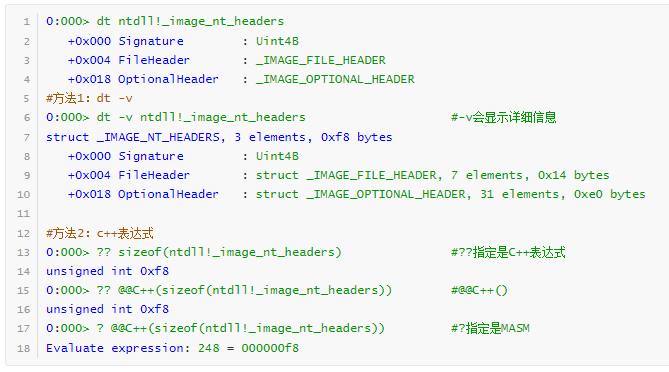 1 0:000> dt ntdll!_image_nt_headers
2 +0x000 Signature : Uint4B
3 +0x004 FileHeader : _IMAGE_FILE_HEADER
4 +0x018 OptionalHeader : _IMAGE_OPTIONAL_HEADER
5 #方法1: dt -v
6 0:000> dt -v ntdll!_image_nt_headers #-v会显示详细信息
7 struct _IMAGE_NT_HEADERS, 3 elements, 0xf8 bytes
8 +0x000 Signature : Uint4B
9 +0x004 FileHeader : struct _IMAGE_FILE_HEADER, 7 elements, 0x14 bytes
10 +0x018 OptionalHeader : struct _IMAGE_OPTIONAL_HEADER, 31 elements, 0xe0 bytes
11
12 #方法2: c++表达式
13 0:000> ?? sizeof(ntdll!_image_nt_headers) #??指定是C++表达式
14 unsigned int 0xf8
15 0:000> ?? @@C++(sizeof(ntdll!_image_nt_headers)) #@@C++()
16 unsigned int 0xf8
17 0:000> ? @@C++(sizeof(ntdll!_image_nt_headers)) #?指定是MASM
18 Evaluate expression: 248 = 000000f8